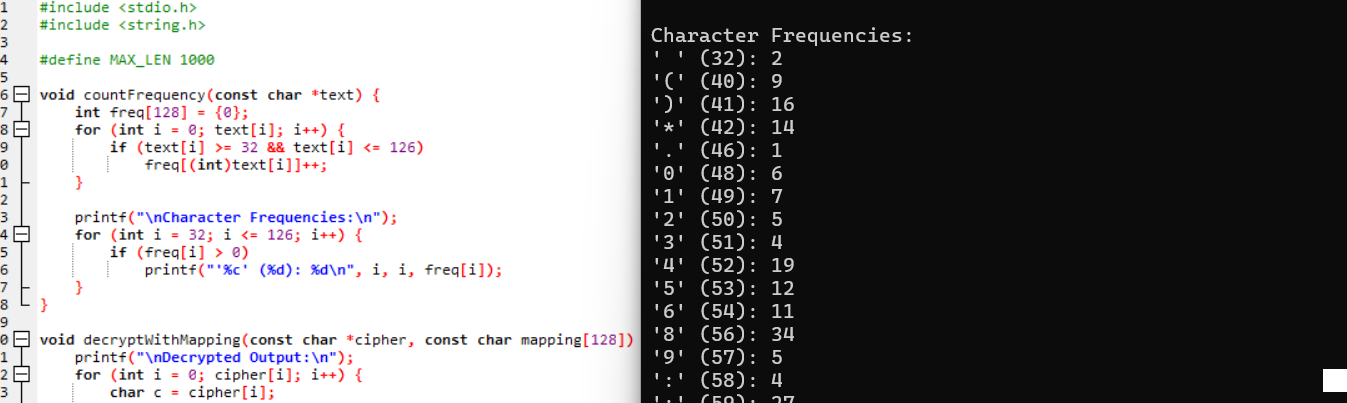 1 #include <stdio.h>
2 #include <string.h>
3
4 #define MAX_LEN 1000
5
6 void countFrequency(const char *text) {
7     int freq[128] = {0};
8     for (int i = 0; text[i]; i++) {
9         if (text[i] >= 32 && text[i] <= 126)
0             freq[(int)text[i]]++;
1     }
2
3     printf("\nCharacter Frequencies:\n");
4     for (int i = 32; i <= 126; i++) {
5         if (freq[i] > 0)
6             printf("'%c' (%d): %d\n", i, i, freq[i]);
7     }
8 }
9
0 void decryptWithMapping(const char *cipher, const char mapping[128])
1     printf("\nDecrypted Output:\n");
2     for (int i = 0; cipher[i]; i++) {
3         char c = cipher[i];
Character Frequencies:
' ' (32): 2
'(' (40): 9
')' (41): 16
'*' (42): 14
'.' (46): 1
'0' (48): 6
'1' (49): 7
'2' (50): 5
'3' (51): 4
'4' (52): 19
'5' (53): 12
'6' (54): 11
'8' (56): 34
'9' (57): 5
':' (58): 4
';' (59): 27